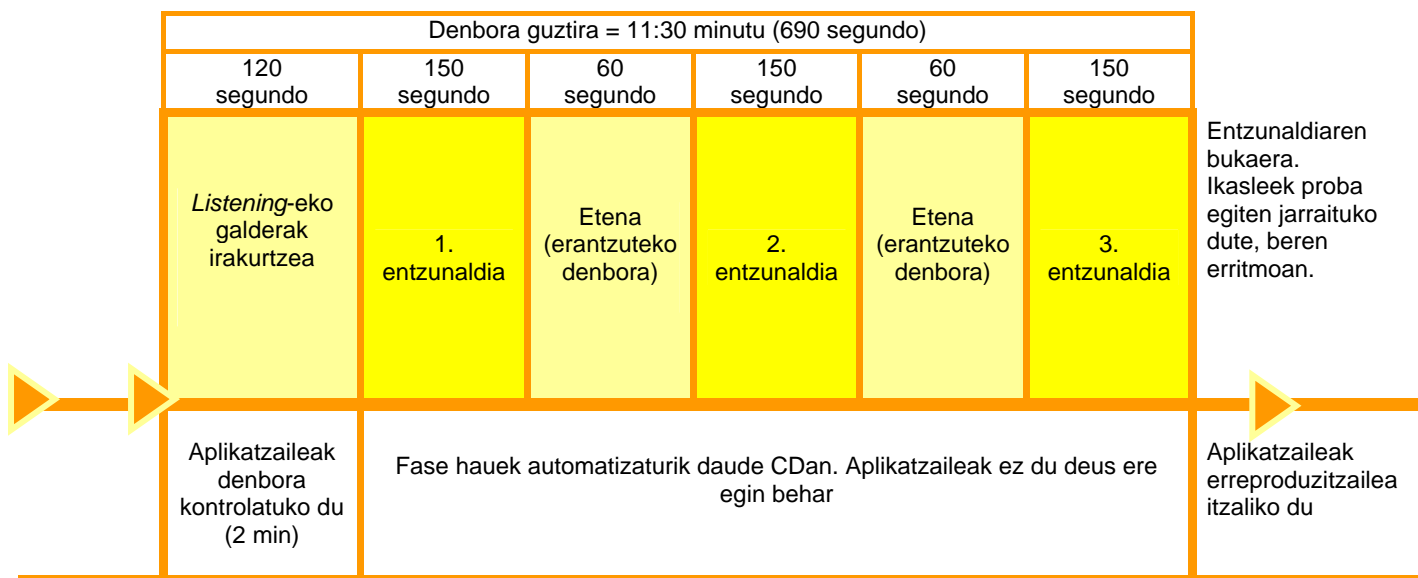 Denbora guztira = 11:30 minutu (690 segundo)
120
segundo
150
segundo
60
segundo
150
segundo
60
segundo
150
segundo
Listening-eko
galderak
irakurtzea
1.
entzunaldia
Etena
(erantzuteko
denbora)
2.
entzunaldia
Etena
(erantzuteko
denbora)
3.
entzunaldia
Entzunaldiaren
bukaera.
Ikasleek proba
egiten jarraituko
dute, beren
erritmoan.
Aplikatzaileak
denbora
kontrolatuko du
(2 min)
Fase hauek automatizaturik daude CDan. Aplikatzaileak ez du deus ere
egin behar
Aplikatzaileak
erreproduzitzailea
itzaliko du